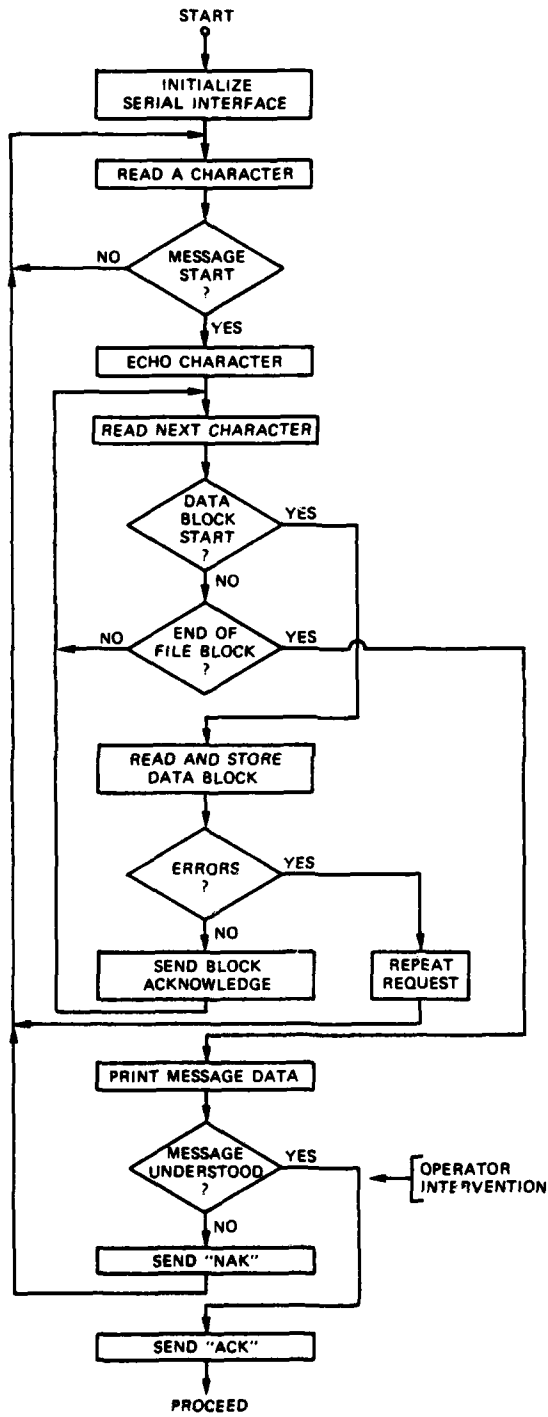 START
INITIALIZE
SERIAL INTERFACE
READ A CHARACTER
NO
MESSAGE
START
?
YES
ECHO CHARACTER
READ NEXT CHARACTER
DATA
BLOCK
START
?
YES
NO
NO
END OF
FILE BLOCK
?
YES
READ AND STORE
DATA BLOCK
ERRORS
?
YES
NO
SEND BLOCK
ACKNOWLEDGE
REPEAT
REQUEST
PRINT MESSAGE DATA
MESSAGE
UNDERSTOOD
?
YES
OPERATOR
INTERVENTION
NO
SEND "NAK"
SEND "ACK"
PROCEED